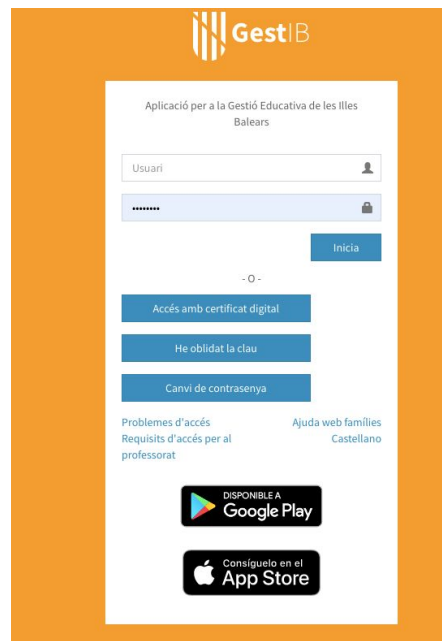 GestIB
Aplicació per a la Gestió Educativa de les Illes
Balears
Usuari
••••••••
Inicia
- O -
Accés amb certificat digital
He oblidat la clau
Canvi de contrasenya
Problemes d'accés
Ajuda web famílies
Requisits d'accés per al
professorat
Castellano
DISPONIBLE A
Google Play
Consíguelo en el
App Store